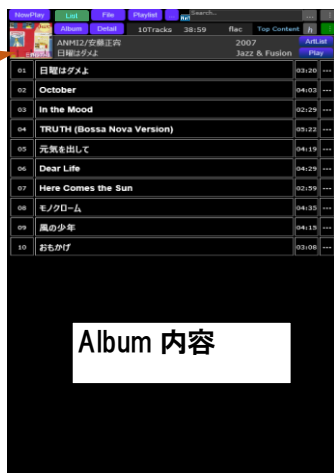 NowPlay List File Playlist ... Search... ...
Album Detail 10Tracks 38:59 flac Top Content h
ANMI2/安藤正容 2007 ArtList
日曜はダメよ Jazz & Fusion Play
01 日曜はダメよ 03:20 ---
02 October 04:03 ---
03 In the Mood 02:29 ---
04 TRUTH (Bossa Nova Version) 05:22 ---
05 元気を出して 04:19 ---
06 Dear Life 04:29 ---
07 Here Comes the Sun 02:59 ---
08 モノクローム 04:35 ---
09 風の少年 04:15 ---
10 おもかげ 03:08 ---
Album 内容